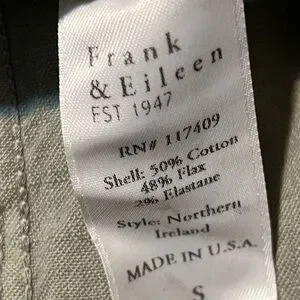 Frank
& Eileen
EST 1947
RN# 117409
Shell: 50% Cotton
48% Flax
2% Elastane
Style: Northern
Ireland
MADE IN U.S.A.
S